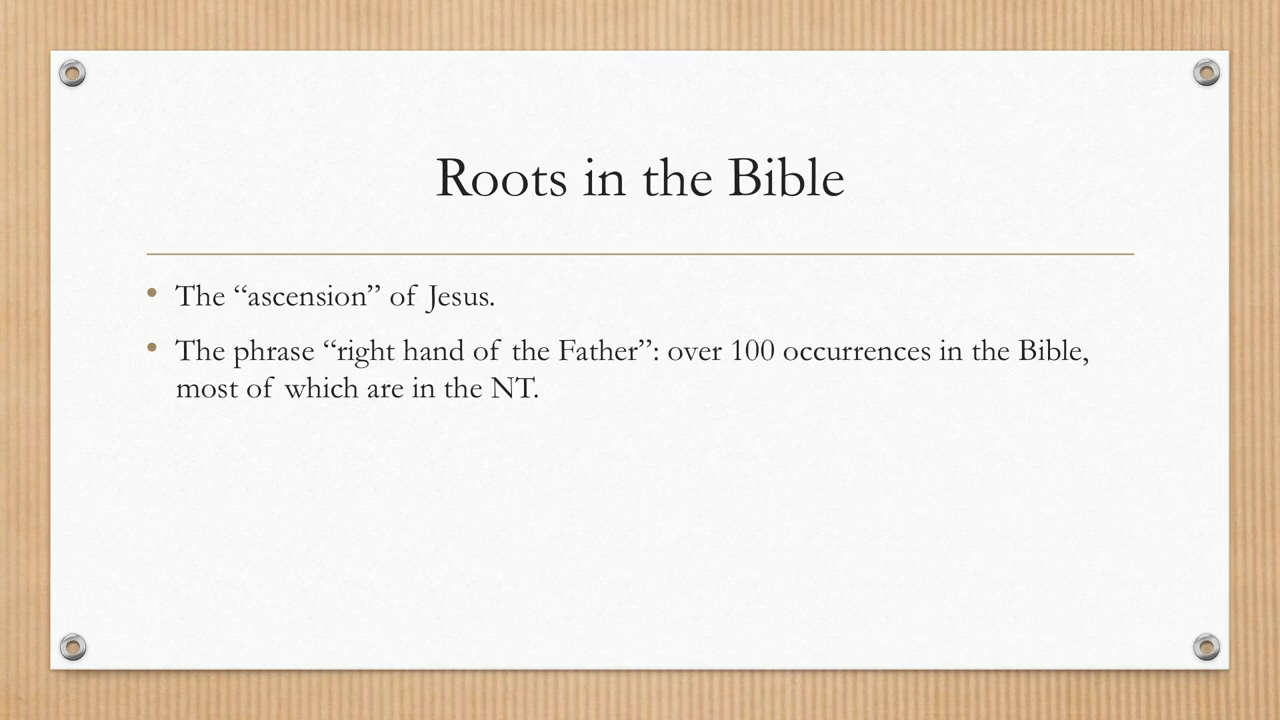 Roots in the Bible
• The “ascension” of Jesus.
• The phrase “right hand of the Father”: over 100 occurrences in the Bible,
most of which are in the NT.